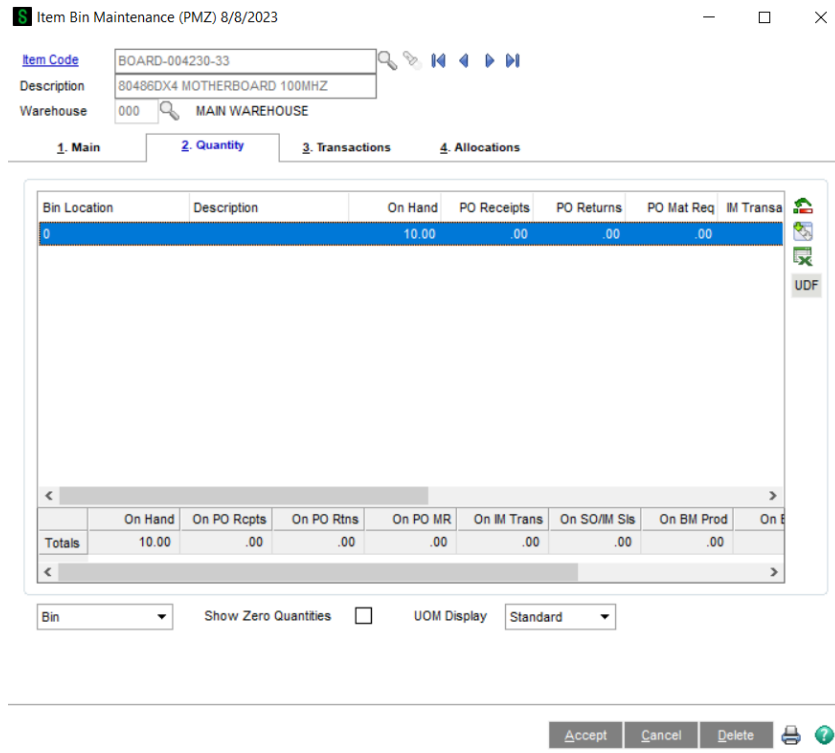 S Item Bin Maintenance (PMZ) 8/8/2023
Item Code BOARD-004230-33
Description 80486DX4 MOTHERBOARD 100MHZ
Warehouse 000 MAIN WAREHOUSE
1. Main 2. Quantity 3. Transactions 4. Allocations
Bin Location Description On Hand PO Receipts PO Returns PO Mat Req IM Transa
0 10.00 .00 .00 .00
UDF
On Hand On PO Rcpts On PO Rtns On PO MR On IM Trans On SO/IM Sls On BM Prod On
Totals 10.00 .00 .00 .00 .00 .00 .00
Bin Show Zero Quantities UOM Display Standard
Accept Cancel Delete ?